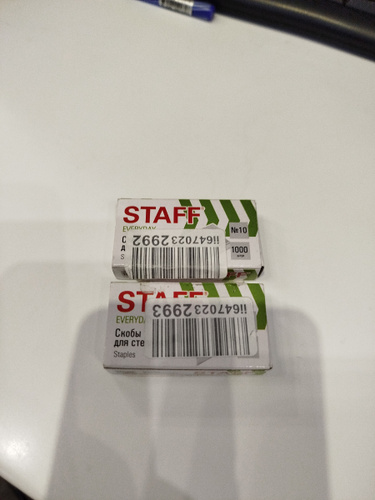 STAFF
EVERYDAY
№10
1000
ii6470232992
S
STAFF
EVERYDA
ii6470232993
Скобы
для сте
Staples